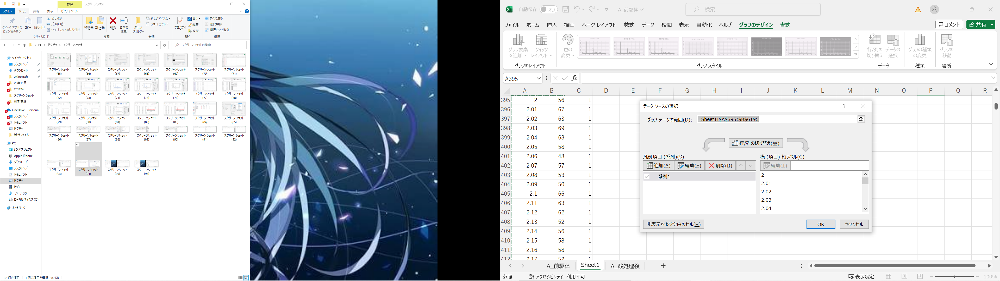 管理
スクリーンショット
ファイル ホーム 共有 表示 ピクチャ ツール
クイック アクセスにピン留めする コピー 貼り付け
切り取り
パスのコピー
ショートカットの貼り付け
クリップボード
移動先 コピー先 削除 名前の変更
整理
新しいフォルダー
新しいアイテム
ショートカット
新規
プロパティ
開く
編集
履歴
開く
すべて選択
選択解除
選択の切り替え
選択
PC ピクチャ スクリーンショット
スクリーンショットの検索
クイック アクセス
デスクトップ
ダウンロード
.minecraft
23年11月
231124
スクリーンショット
後期実験
OneDrive - Personal
デスクトップ
ドキュメント
ピクチャ
添付ファイル
PC
3D オブジェクト
Apple iPhone
ダウンロード
デスクトップ
ドキュメント
ピクチャ
ビデオ
ミュージック
ローカル ディスク (C:)
ネットワーク
スクリーンショット (65) スクリーンショット (66) スクリーンショット (67) スクリーンショット (68) スクリーンショット (69) スクリーンショット (70) スクリーンショット (71)
スクリーンショット (72) スクリーンショット (73) スクリーンショット (74) スクリーンショット (75) スクリーンショット (76) スクリーンショット (77) スクリーンショット (78)
スクリーンショット (79) スクリーンショット (80) スクリーンショット (81) スクリーンショット (82) スクリーンショット (83) スクリーンショット (84) スクリーンショット (85)
スクリーンショット (86) スクリーンショット (87) スクリーンショット (88) スクリーンショット (89) スクリーンショット (90) スクリーンショット (91) スクリーンショット (92)
スクリーンショット (93) スクリーンショット (94) スクリーンショット (95) スクリーンショット (96)
32 個の項目 1 個の項目を選択 382 KB
自動保存 オフ A_前駆体 検索
ファイル ホーム 挿入 描画 ページ レイアウト 数式 データ 校閲 表示 自動化 ヘルプ グラフのデザイン 書式 コメント 共有
グラフ要素を追加 クイックレイアウト 色の変更 行/列の切り替え データの選択 グラフの種類の変更 グラフの移動
グラフのレイアウト グラフ スタイル データ 種類 場所
A395 fx
A B C D E F G H I J K L M N O P Q R
395 2 56 1
396 2.01 67 1
397 2.02 63 1
398 2.03 69 1
399 2.04 63 1
400 2.05 58 1
401 2.06 48 1
402 2.07 57 1
403 2.08 53 1
404 2.09 50 1
405 2.1 66 1
406 2.11 63 1
407 2.12 62 1
408 2.13 52 1
409 2.14 56 1
410 2.15 58 1
411 2.16 58 1
412 2.17 52 1
データ ソースの選択 ?
グラフ データの範囲(D): =Sheet1!$A$395:$B$6195
行/列の切り替え(W)
凡例項目 (系列)(S) 横 (項目) 軸ラベル(C)
追加(A) 編集(E) 削除(R) 編集(T)
系列1
2
2.01
2.02
2.03
2.04
非表示および空白のセル(H) OK キャンセル
A_前駆体 Sheet1 A_酸処理後
参照 アクセシビリティ: 利用不可 表示設定 100%